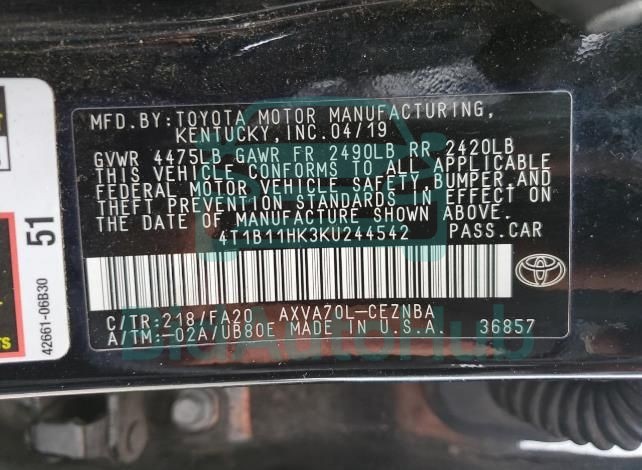 MFD.BY:TOYOTA MOTOR MANUFACTURING,
KENTUCKY,INC.04/19
GVWR 4475LB GAWR FR 2490LB RR 2420LB
THIS VEHICLE CONFORMS TO ALL APPLICABLE
FEDERAL MOTOR VEHICLE SAFETY,BUMPER,AND
THEFT PREVENTION STANDARDS IN EFFECT ON
THE DATE OF MANUFACTURE SHOWN ABOVE.
4T1B11HK3KU244542 PASS.CAR
C/TR:218/FA20 AXVA70L-CEZNBA
A/TM:-02A/UB80E MADE IN U.S.A. 36857
51
42661-06B30
BidAutoHub